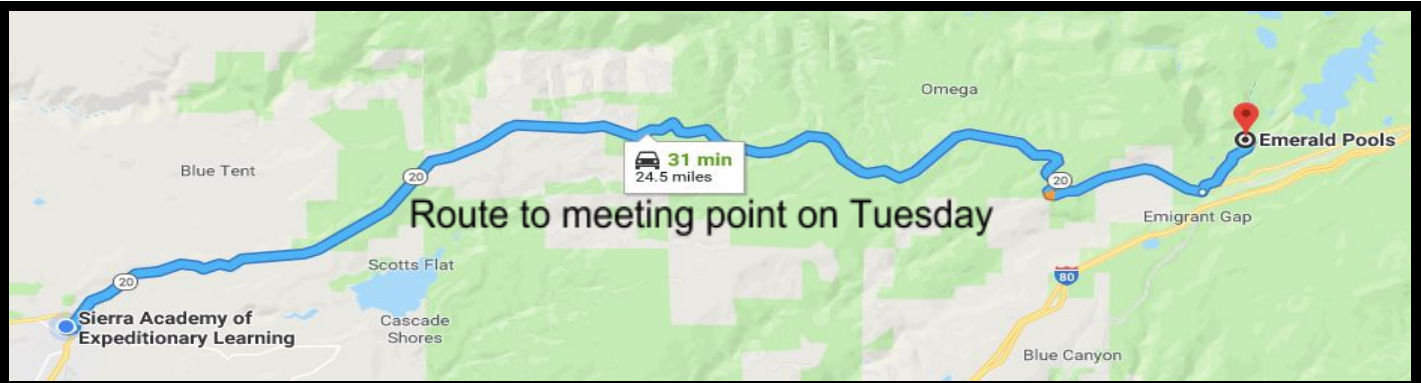 Omega
Emerald Pools
31 min
24.5 miles
Blue Tent
20
20
Route to meeting point on Tuesday
Emigrant Gap
Scotts Flat
20
80
Sierra Academy of
Expeditionary Learning
Cascade
Shores
Blue Canyon